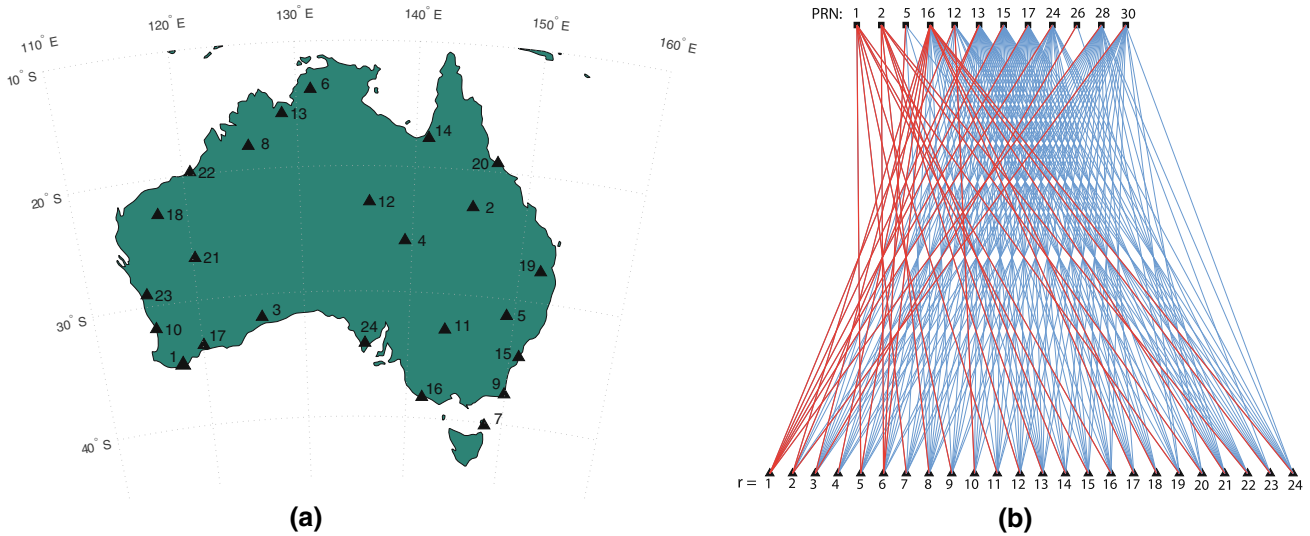 110° E
120° E
130° E
140° E
150° E
160° E
10° S
20° S
30° S
40° S
6
13
14
8
20
22
12
2
18
4
21
19
23
3
5
10
24
11
17
15
1
16
9
7
(a)
PRN: 1 2 5 16 12 13 15 17 24 26 28 30
r = 1 2 3 4 5 6 7 8 9 10 11 12 13 14 15 16 17 18 19 20 21 22 23 24
(b)